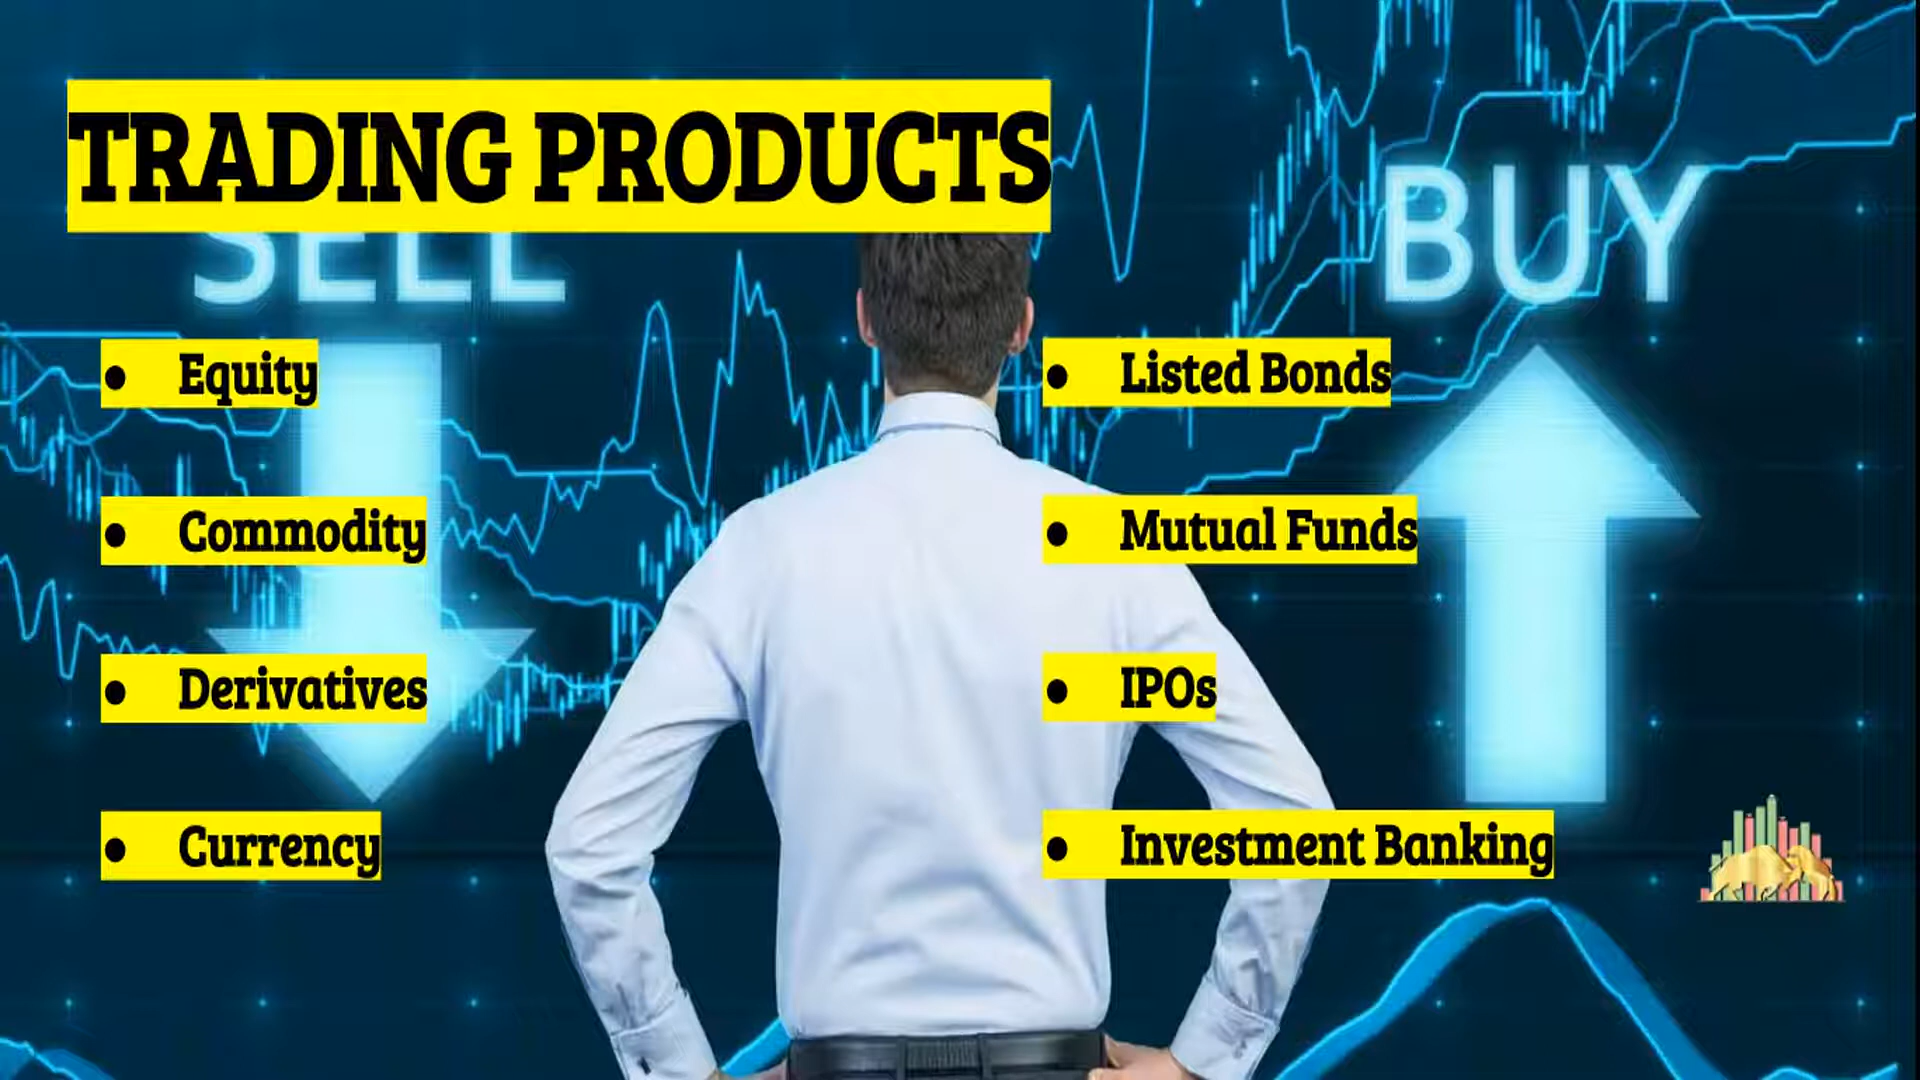 TRADING PRODUCTS
SELL
BUY
• Equity
• Commodity
• Derivatives
• Currency
• Listed Bonds
• Mutual Funds
• IPOs
• Investment Banking